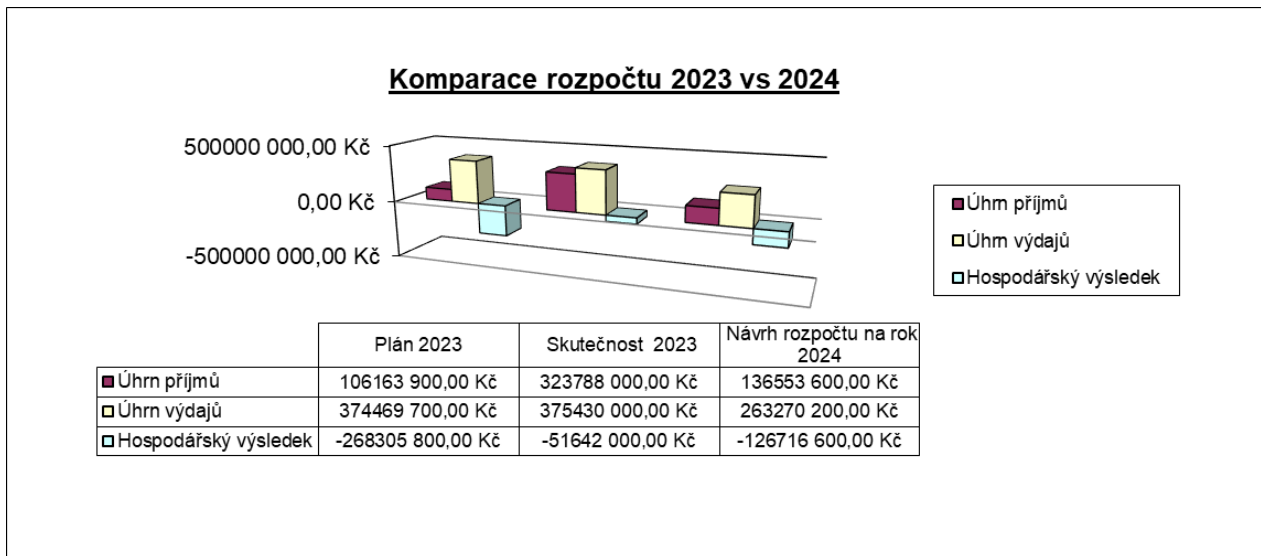 Komparace rozpočtu 2023 vs 2024
500000 000,00 Kč
0,00 Kč
-500000 000,00 Kč
Úhrn příjmů
Úhrn výdajů
Hospodářský výsledek
Plán 2023
Skutečnost 2023
Návrh rozpočtu na rok
2024
Úhrn příjmů 106163 900,00 Kč 323788 000,00 Kč 136553 600,00 Kč
Úhrn výdajů 374469 700,00 Kč 375430 000,00 Kč 263270 200,00 Kč
Hospodářský výsledek -268305 800,00 Kč -51642 000,00 Kč -126716 600,00 Kč